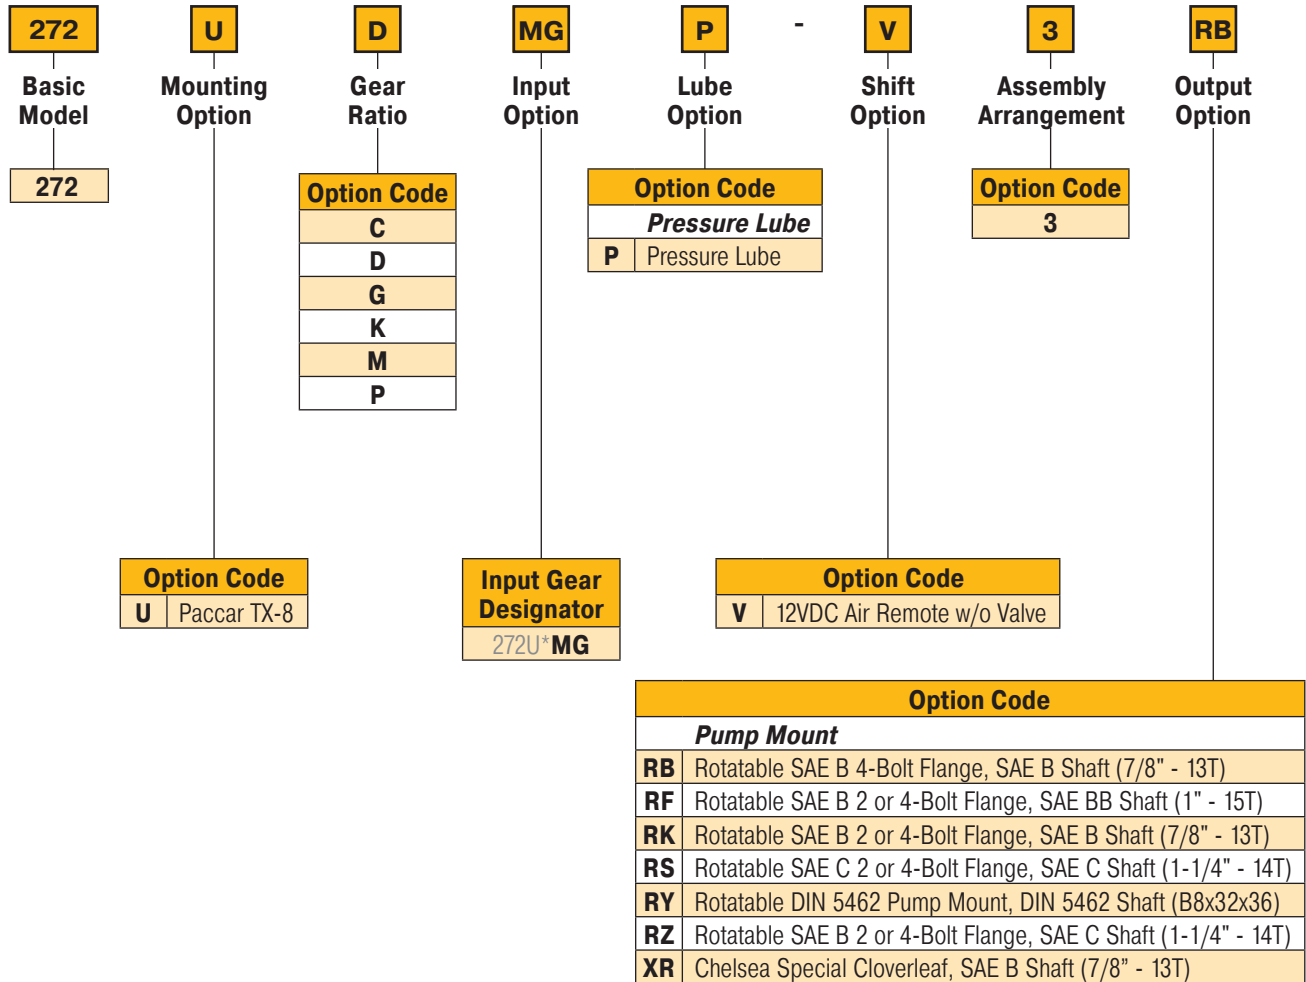 272 U D MG P - V 3 RB
Basic Model
Mounting Option
Gear Ratio
Input Option
Lube Option
Shift Option
Assembly Arrangement
Output Option
272
Option Code
C
D
G
K
M
P
Option Code
Pressure Lube
P Pressure Lube
Option Code
3
Option Code
U Paccar TX-8
Input Gear
Designator
272U*MG
Option Code
V 12VDC Air Remote w/o Valve
Option Code
Pump Mount
RB Rotatable SAE B 4-Bolt Flange, SAE B Shaft (7/8" - 13T)
RF Rotatable SAE B 2 or 4-Bolt Flange, SAE BB Shaft (1" - 15T)
RK Rotatable SAE B 2 or 4-Bolt Flange, SAE B Shaft (7/8" - 13T)
RS Rotatable SAE C 2 or 4-Bolt Flange, SAE C Shaft (1-1/4" - 14T)
RY Rotatable DIN 5462 Pump Mount, DIN 5462 Shaft (B8x32x36)
RZ Rotatable SAE B 2 or 4-Bolt Flange, SAE C Shaft (1-1/4" - 14T)
XR Chelsea Special Cloverleaf, SAE B Shaft (7/8” - 13T)